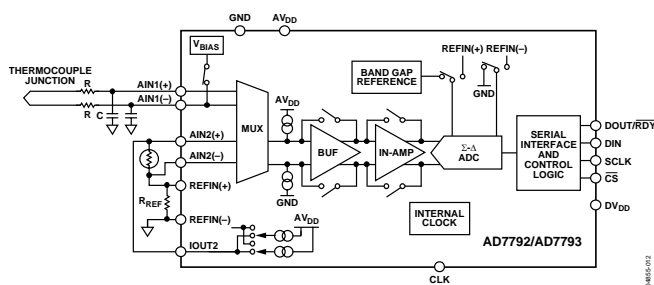 GND AVDD
VBIAS
REFIN(+) REFIN(–)
BAND GAP
REFERENCE
GND
THERMOCOUPLE
JUNCTION
R
R
C
AIN1(+)
AIN1(–)
MUX
AVDD
GND
BUF
IN-AMP
Σ-Δ
ADC
SERIAL
INTERFACE
AND
CONTROL
LOGIC
DOUT/RDY
DIN
SCLK
CS
DVDD
AIN2(+)
AIN2(–)
REFIN(+)
RREF
REFIN(–)
IOUT2
AVDD
INTERNAL
CLOCK
AD7792/AD7793
CLK
14855-012